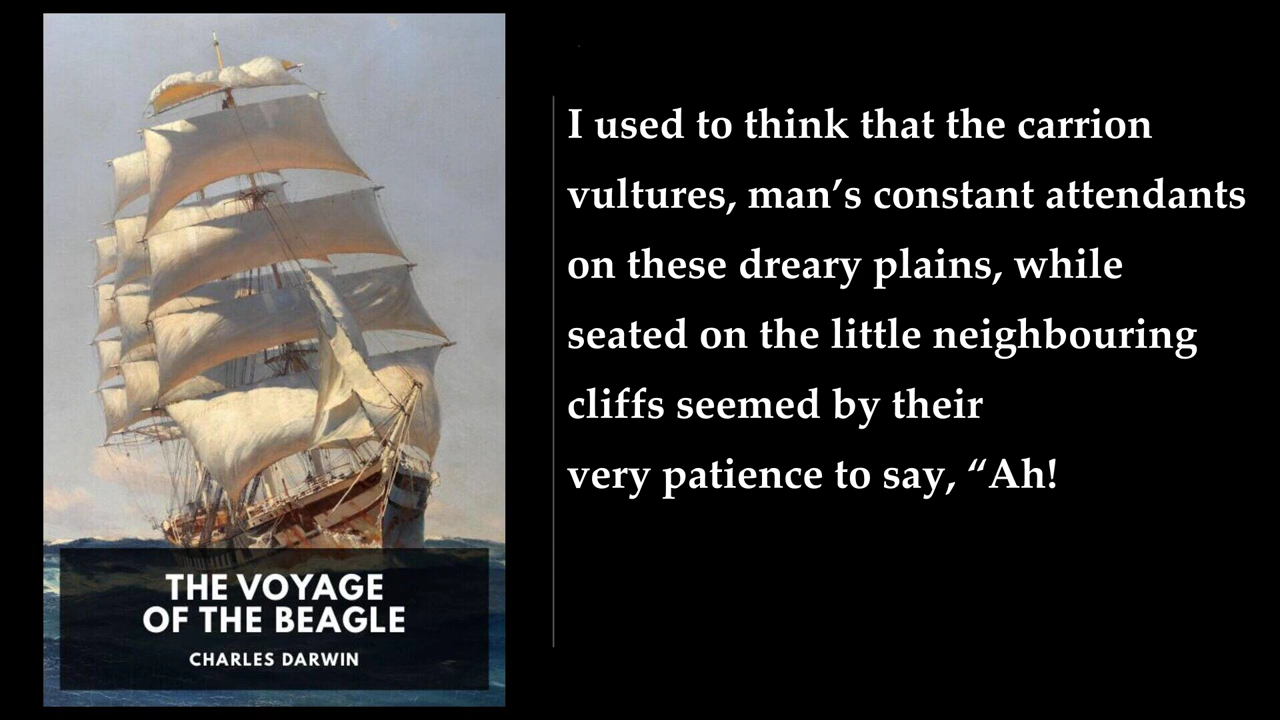 I used to think that the carrion
vultures, man’s constant attendants
on these dreary plains, while
seated on the little neighbouring
cliffs seemed by their
very patience to say, “Ah!
THE VOYAGE
OF THE BEAGLE
CHARLES DARWIN